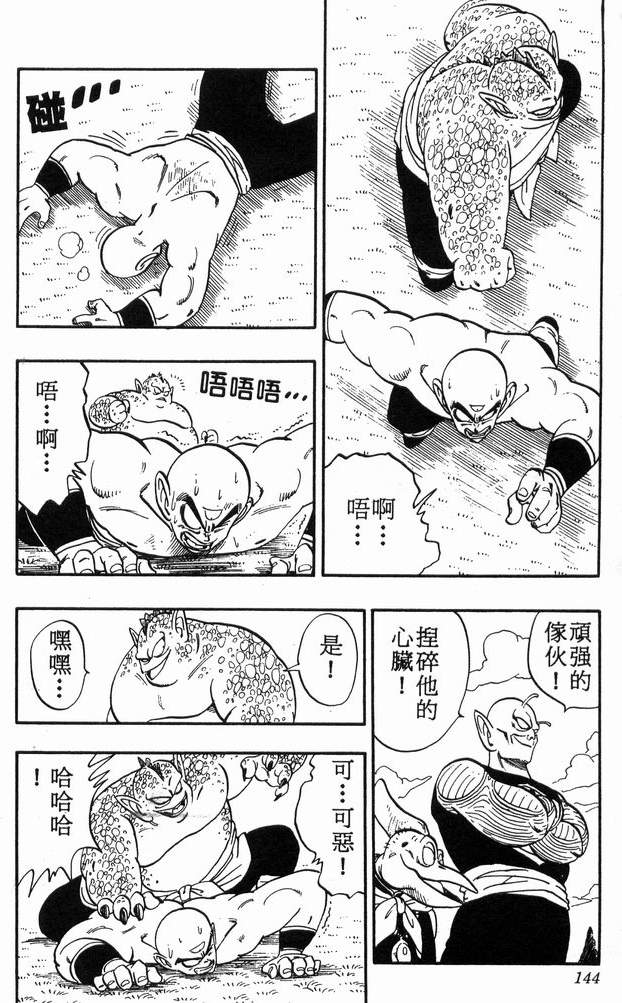 啊…
唔…
碰…
唔唔唔…
唔…啊…
頑强的
傢伙！
捏碎他的
心臟！
是！
嘿嘿…
可…可惡！
哈哈哈
！
144